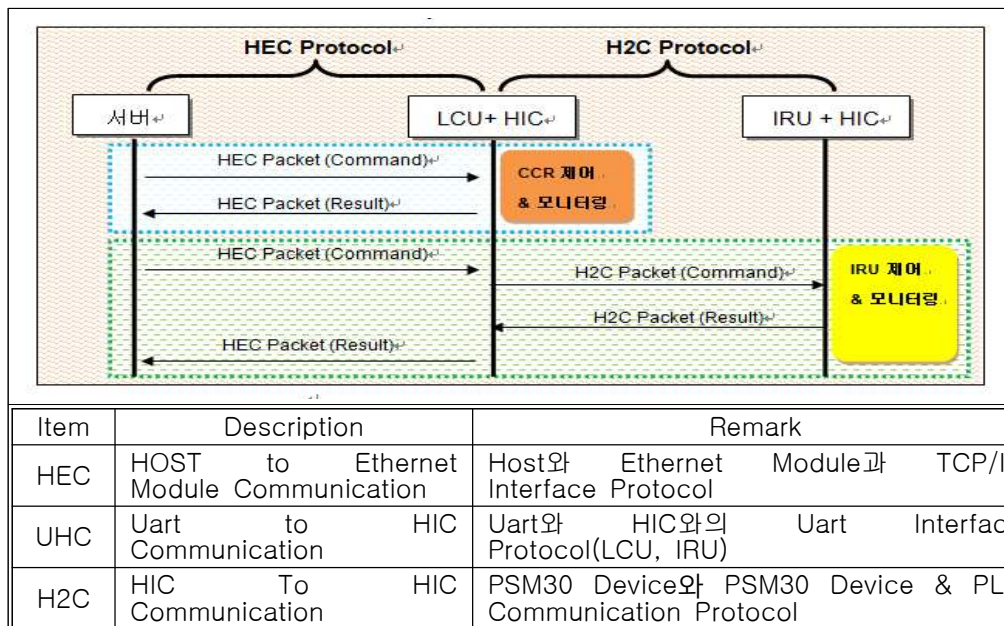 HEC Protocol
H2C Protocol
서버
LCU+ HIC
IRU + HIC
HEC Packet (Command)
CCR 제어
& 모니터링
HEC Packet (Result)
HEC Packet (Command)
H2C Packet (Command)
IRU 제어
& 모니터링
H2C Packet (Result)
HEC Packet (Result)
Item Description Remark
HEC
HOST to Ethernet
Module Communication
Host와 Ethernet Module과 TCP/I
Interface Protocol
UHC
Uart to HIC
Communication
Uart와 HIC와의 Uart Interfac
Protocol(LCU, IRU)
H2C
HIC To HIC
Communication
PSM30 Device와 PSM30 Device & PL
Communication Protocol